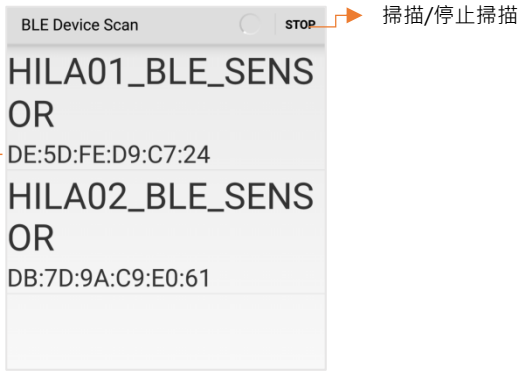 BLE Device Scan
STOP
掃描/停止掃描
HILA01_BLE_SENS
OR
DE:5D:FE:D9:C7:24
HILA02_BLE_SENS
OR
DB:7D:9A:C9:E0:61